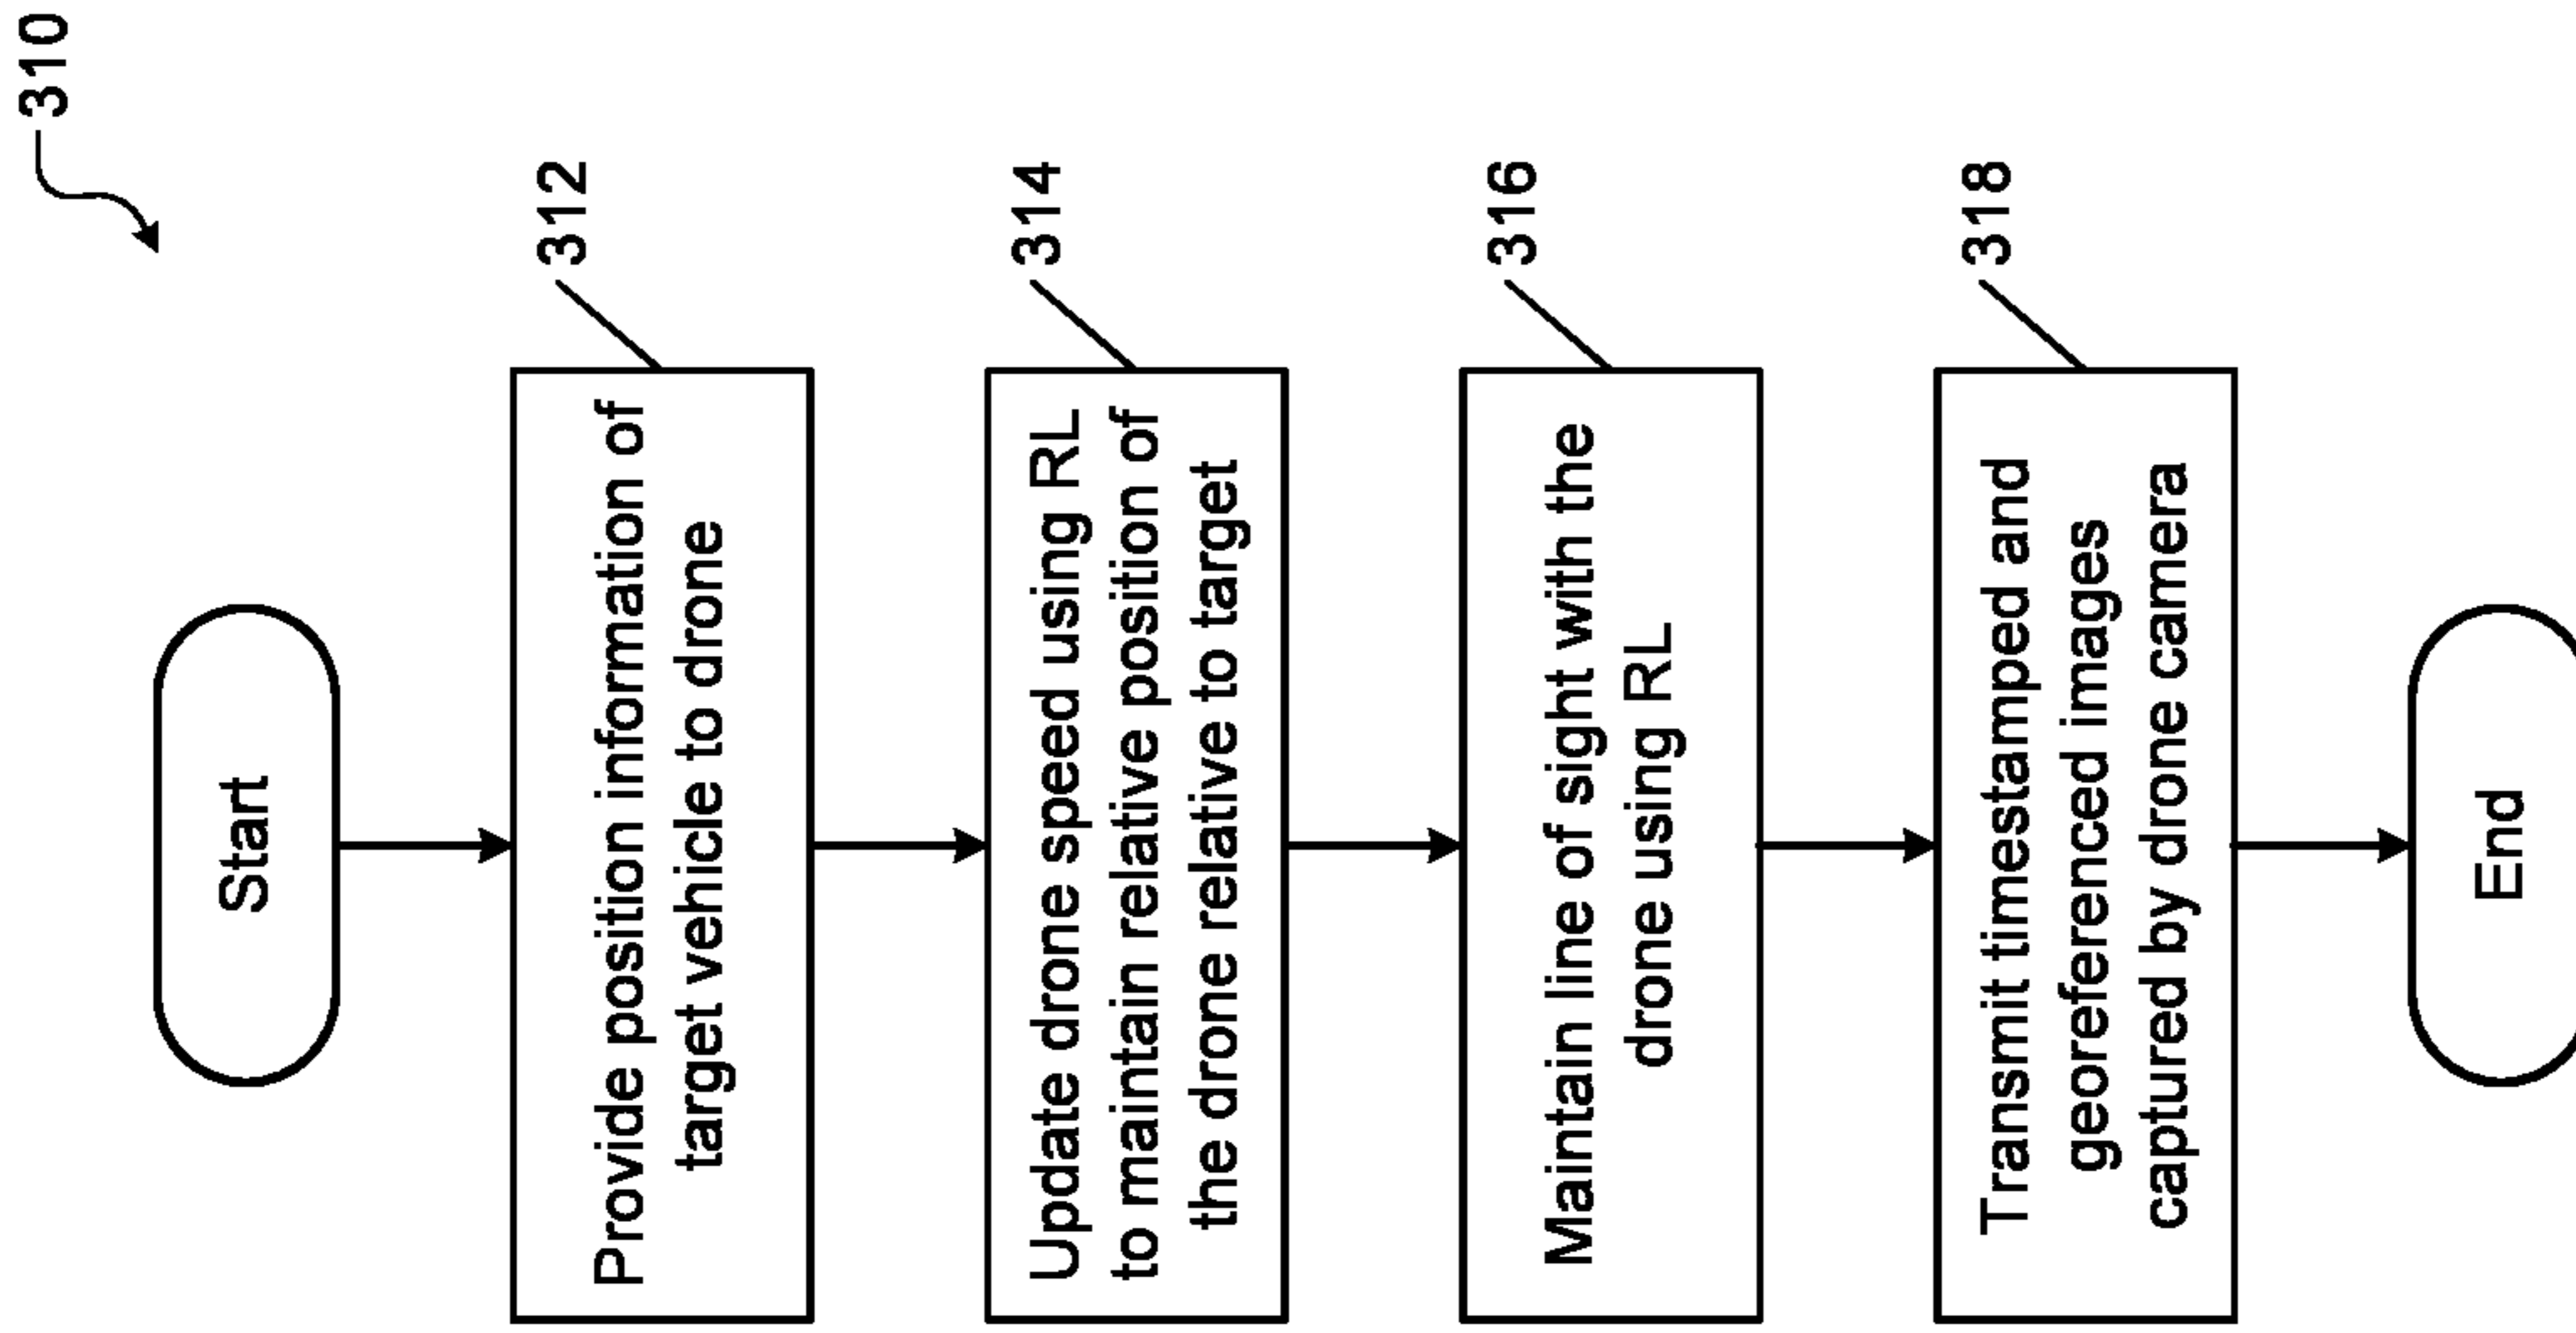 310
Start
312
Provide position information of
target vehicle to drone
314
Update drone speed using RL
to maintain relative position of
the drone relative to target
316
Maintain line of sight with the
drone using RL
318
Transmit timestamped and
georeferenced images
captured by drone camera
End